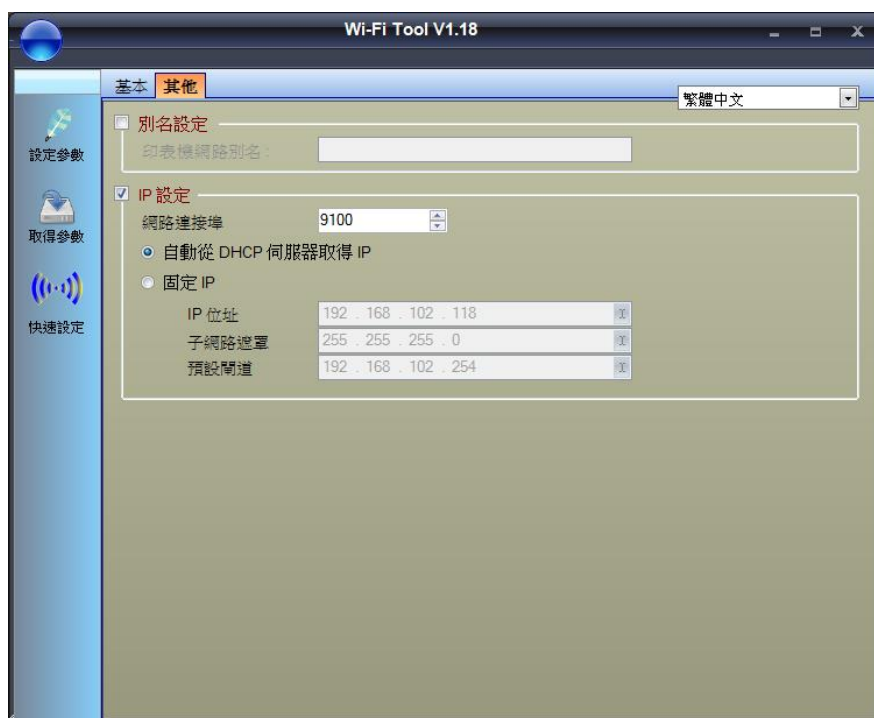 Wi-Fi Tool V1.18
基本 其他
繁體中文
設定參數
取得參數
快速設定
別名設定
印表機網路別名 :
IP 設定
網路連接埠 9100
自動從 DHCP 伺服器取得 IP
固定 IP
IP 位址 192 . 168 . 102 . 118
子網路遮罩 255 . 255 . 255 . 0
預設閘道 192 . 168 . 102 . 254